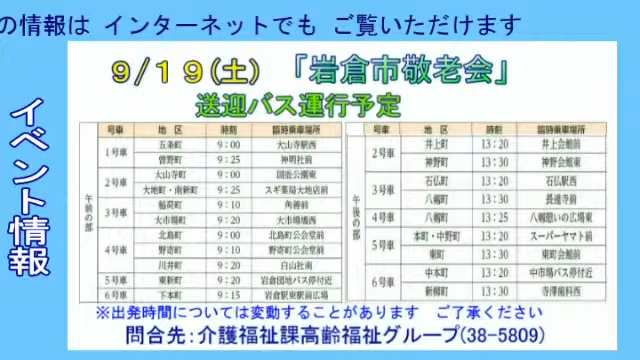 の情報は インターネットでも ご覧いただけます
イベント情報
9/19(土) 「岩倉市敬老会」
送迎バス運行予定
号車 地 区 時刻 臨時乗車場所
午前の部
1号車 五条町 9:00 大山寺駅西
曽野町 9:25 神明社前
2号車 大山寺町 9:00 団治公園東
大地町・南新町 9:25 スギ薬局大地店前
3号車 稲荷町 9:10 角善前
大市場町 9:20 大市場橋西
4号車 北島町 9:00 北島町公会堂前
野寄町 9:10 野寄町公会堂前
川井町 9:20 白山社南
5号車 東新町 9:20 岩倉団地バス停付近
6号車 下本町 9:15 岩倉駅東駅前広場
号車 地 区 時刻 臨時乗車場所
午後の部
2号車 井上町 13:20 井上会館前
神野町 13:30 神野会館東
3号車 石仏町 13:20 石仏駅西
八剱町 13:30 長遠寺前
4号車 八剱町 13:25 八剱憩いの広場東
5号車 本町・中野町 13:20 スーパーヤマト前
東町 13:30 東町会館前
6号車 中本町 13:20 中市場バス停付近
新柳町 13:30 寺澤歯科西
※出発時間については変動することがあります ご了承ください
問合先:介護福祉課高齢福祉グループ(38-5809)